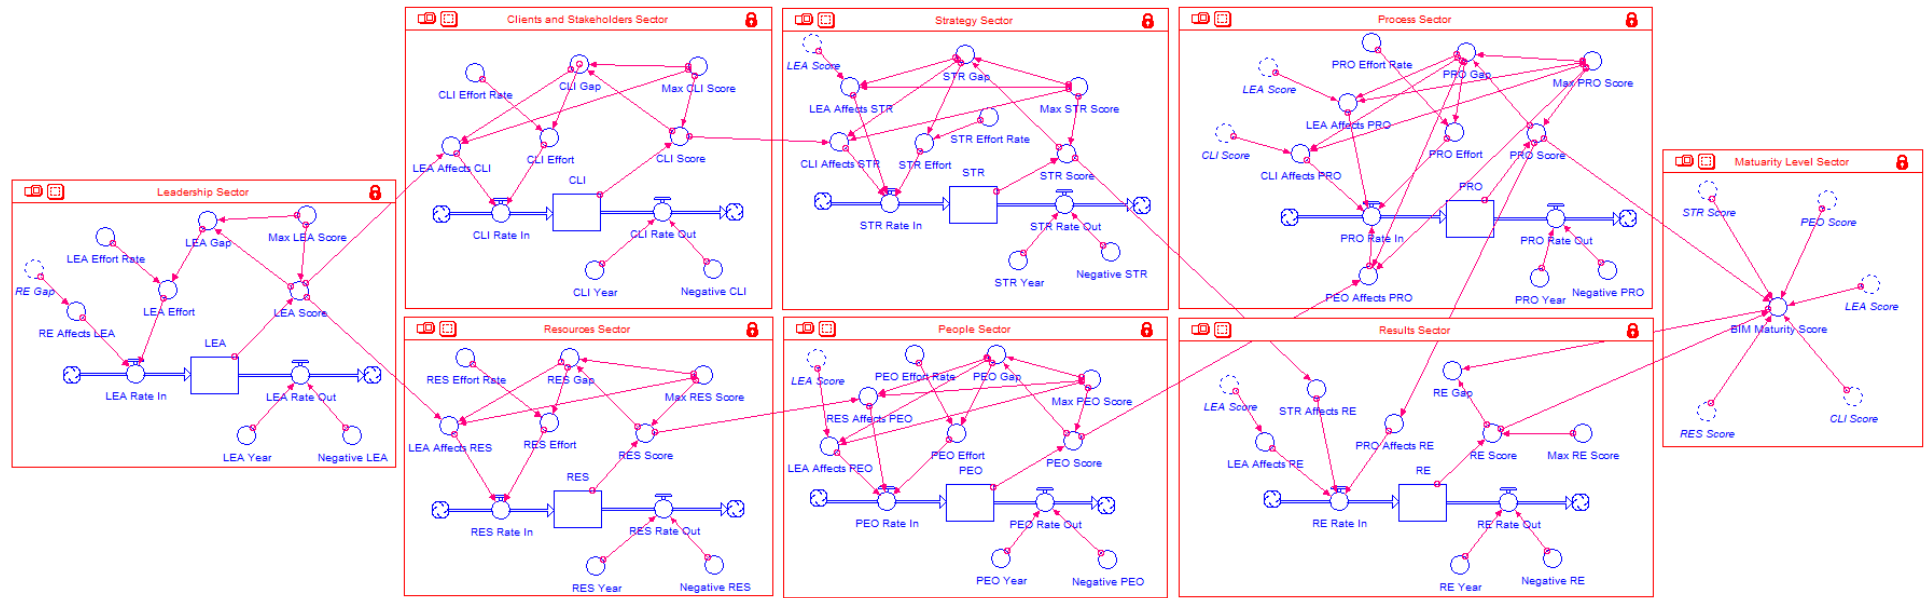 Leadership Sector
LEA Gap
Max LEA Score
LEA Effort Rate
RE Gap
LEA Effort
LEA Score
RE Affects LEA
LEA
LEA Rate In
LEA Rate Out
LEA Year
Negative LEA
Clients and Stakeholders Sector
CLI Effort Rate
CLI Gap
Max CLI Score
LEA Affects CLI
CLI Effort
CLI Score
CLI
CLI Rate In
CLI Rate Out
CLI Year
Negative CLI
Resources Sector
RES Effort Rate
RES Gap
Max RES Score
LEA Affects RES
RES Effort
RES Score
RES
RES Rate In
RES Rate Out
RES Year
Negative RES
Strategy Sector
LEA Score
STR Gap
LEA Affects STR
Max STR Score
STR Effort Rate
CLI Affects STR
STR Effort
STR Score
STR
STR Rate In
STR Rate Out
STR Year
Negative STR
People Sector
LEA Score
PEO Effort Rate
PEO Gap
Max PEO Score
RES Affects PEO
LEA Affects PEO
PEO Effort
PEO Score
PEO
PEO Rate In
PEO Rate Out
PEO Year
Negative PEO
Process Sector
PRO Effort Rate
PRO Gap
Max PRO Score
LEA Score
LEA Affects PRO
CLI Score
PRO Effort
PRO Score
CLI Affects PRO
PRO
PRO Rate In
PRO Rate Out
PEO Affects PRO
PRO Year
Negative PRO
Results Sector
RE Gap
LEA Score
STR Affects RE
PRO Affects RE
LEA Affects RE
RE Score
Max RE Score
RE
RE Rate In
RE Rate Out
RE Year
Negative RE
Matuarity Level Sector
STR Score
PEO Score
LEA Score
BIM Maturity Score
CLI Score
RES Score